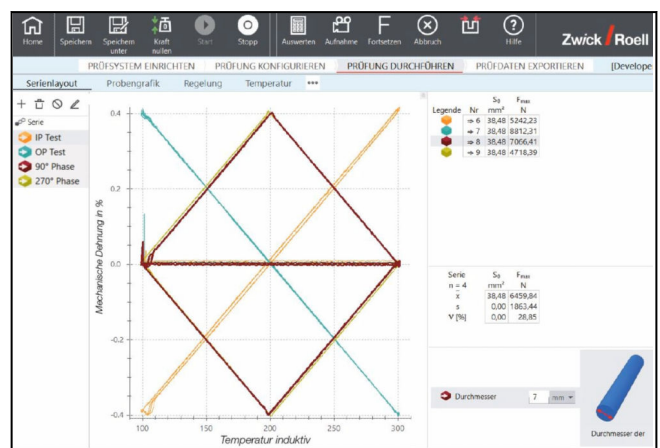 Home
Speichern
Speichern unter
Kraft nullen
Start
Stopp
Auswerten
Aufnahme
Fortsetzen
Abbruch
Hilfe
Zwick Roell
PRÜFSYSTEM EINRICHTEN PRÜFUNG KONFIGURIEREN PRÜFUNG DURCHFÜHREN PRÜFDATEN EXPORTIEREN [Develope
Serienlayout Probengrafik Regelung Temperatur •••
Serie
IP Test
OP Test
90° Phase
270° Phase
Mechanische Dehnung in %
0.4
0.2
0.0
-0.2
-0.4
100 150 200 250 300
Temperatur induktiv
S₀ Fmax
Legende Nr mm² N
6 38,48 5242,23
7 38,48 8812,31
8 38,48 7066,41
9 38,48 4718,39
Serie S₀ Fmax
n = 4 mm² N
x̄ 38,48 6459,84
s 0,00 1863,44
ν [%] 0,00 28,85
Durchmesser 7 mm
Durchmesser der